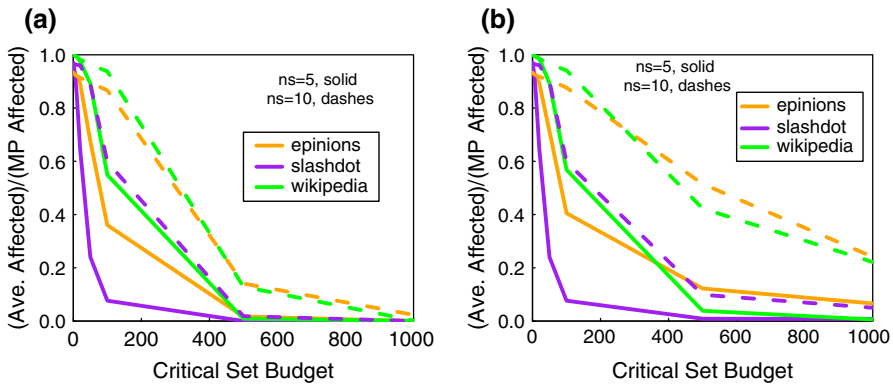 (a)
(Ave. Affected)/(MP Affected)
1.0
0.8
0.6
0.4
0.2
0.0
ns=5, solid
ns=10, dashes
epinions
slashdot
wikipedia
0 200 400 600 800 1000
Critical Set Budget
(b)
(Ave. Affected)/(MP Affected)
1.0
0.8
0.6
0.4
0.2
0.0
ns=5, solid
ns=10, dashes
epinions
slashdot
wikipedia
0 200 400 600 800 1000
Critical Set Budget